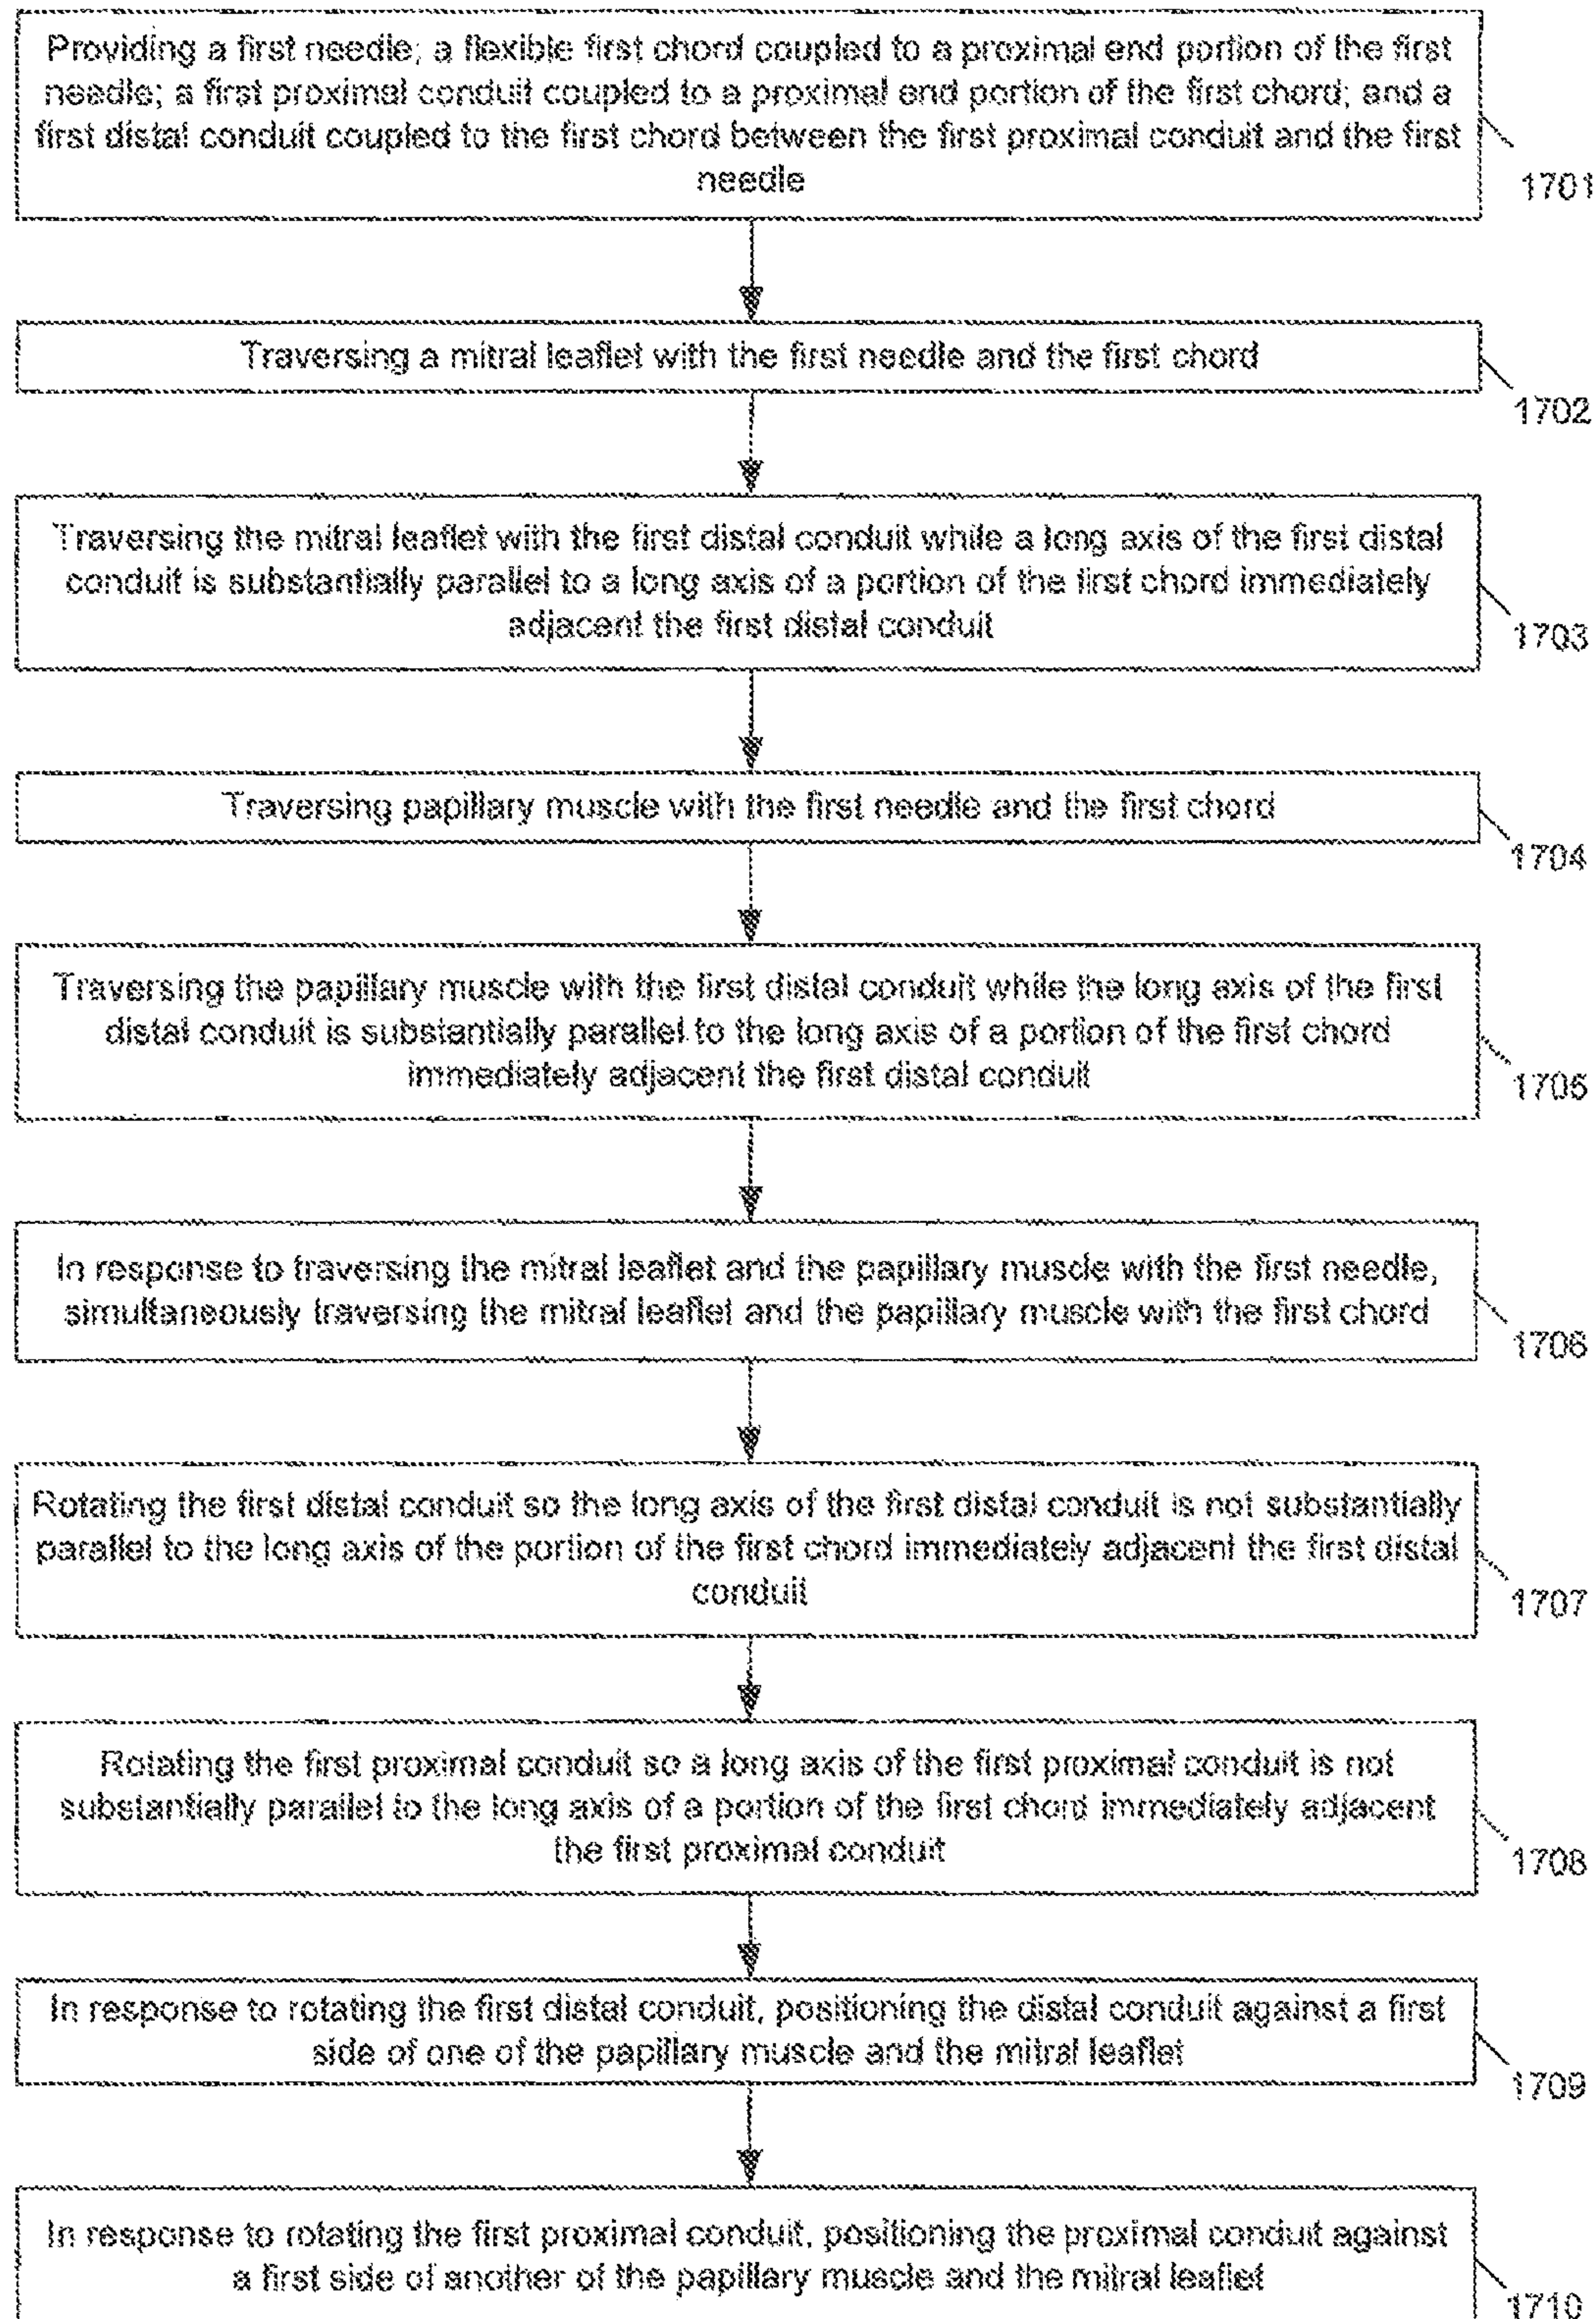 Providing a first needle; a flexible first chord coupled to a proximal end portion of the first
needle; a first proximal conduit coupled to a proximal end portion of the first chord; and a
first distal conduit coupled to the first chord between the first proximal conduit and the first
needle
1701
Traversing a mitral leaflet with the first needle and the first chord
1702
Traversing the mitral leaflet with the first distal conduit while a long axis of the first distal
conduit is substantially parallel to a long axis of a portion of the first chord immediately
adjacent the first distal conduit
1703
Traversing papillary muscle with the first needle and the first chord
1704
Traversing the papillary muscle with the first distal conduit while the long axis of the first
distal conduit is substantially parallel to the long axis of a portion of the first chord
immediately adjacent the first distal conduit
1705
In response to traversing the mitral leaflet and the papillary muscle with the first needle,
simultaneously traversing the mitral leaflet and the papillary muscle with the first chord
1706
Rotating the first distal conduit so the long axis of the first distal conduit is not substantially
parallel to the long axis of the portion of the first chord immediately adjacent the first distal
conduit
1707
Rotating the first proximal conduit so a long axis of the first proximal conduit is not
substantially parallel to the long axis of a portion of the first chord immediately adjacent
the first proximal conduit
1708
In response to rotating the first distal conduit, positioning the distal conduit against a first
side of one of the papillary muscle and the mitral leaflet
1709
In response to rotating the first proximal conduit, positioning the proximal conduit against
a first side of another of the papillary muscle and the mitral leaflet
1710